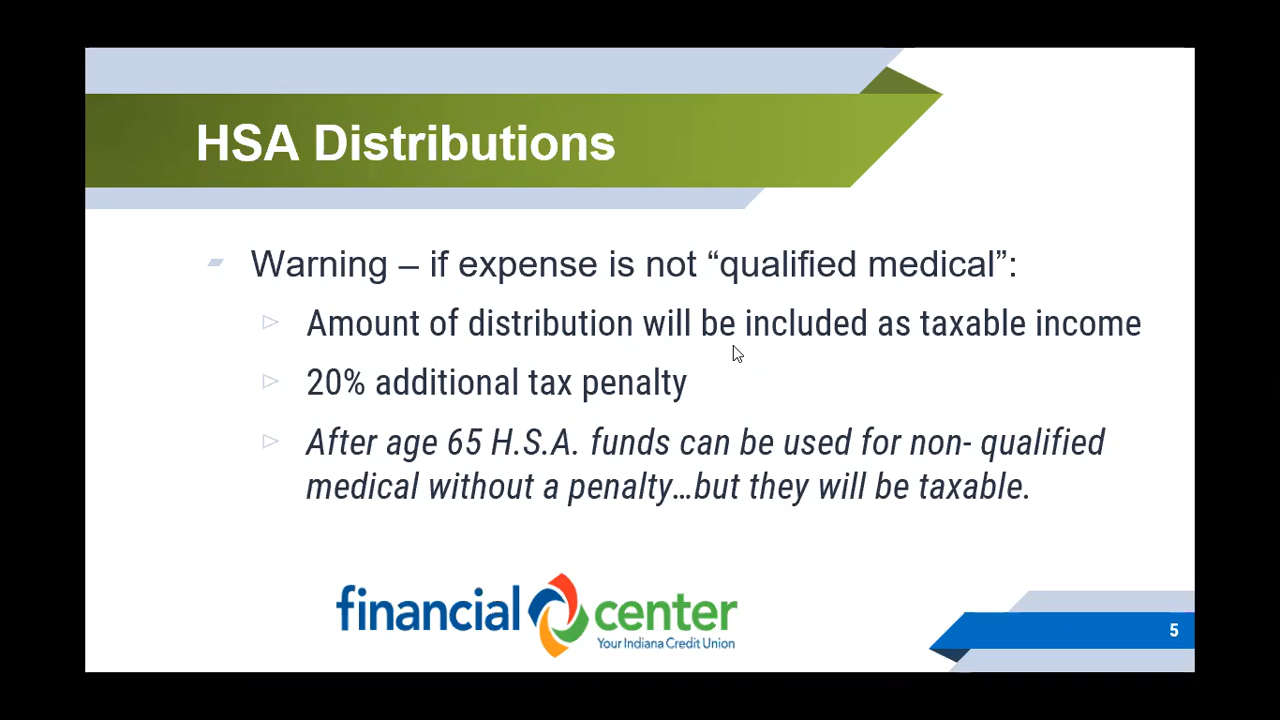 HSA Distributions
Warning – if expense is not “qualified medical”:
Amount of distribution will be included as taxable income
20% additional tax penalty
After age 65 H.S.A. funds can be used for non- qualified
medical without a penalty…but they will be taxable.
financial center
Your Indiana Credit Union
5